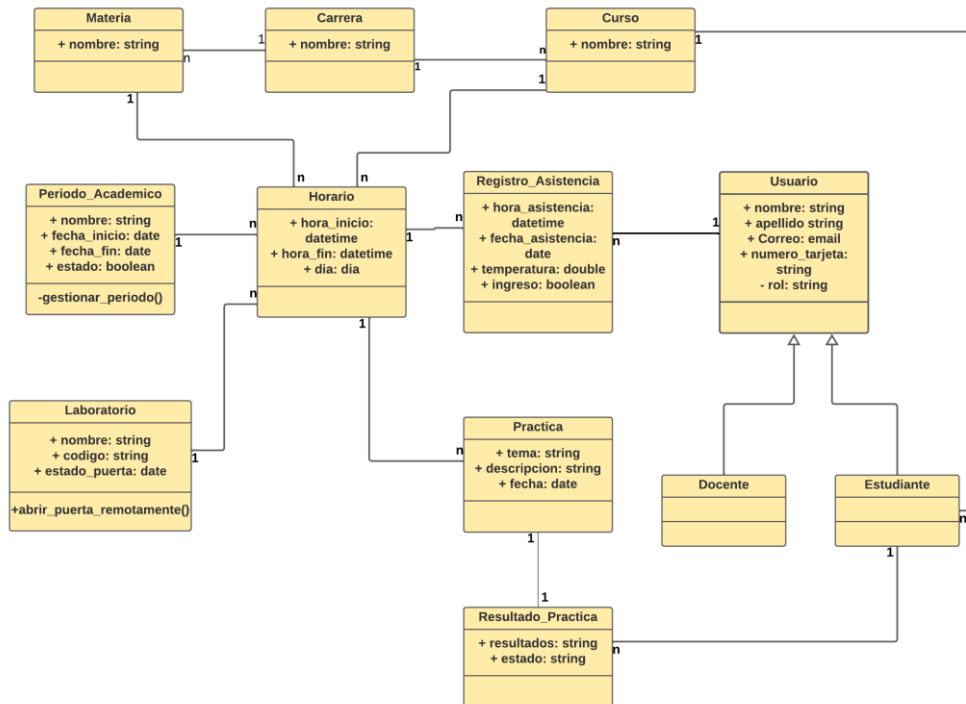 Materia
+ nombre: string
n
1
Carrera
+ nombre: string
1
1
Curso
+ nombre: string
n
1
1
Periodo_Academico
+ nombre: string
+ fecha_inicio: date
+ fecha_fin: date
+ estado: boolean
-gestionar_periodo()
1
n
n
n
Horario
+ hora_inicio:
datetime
+ hora_fin: datetime
+ dia: dia
1
n
1
n
Registro_Asistencia
+ hora_asistencia:
datetime
+ fecha_asistencia:
date
+ temperatura: double
+ ingreso: boolean
n
1
Usuario
+ nombre: string
+ apellido string
+ Correo: email
+ numero_tarjeta:
string
- rol: string
Laboratorio
+ nombre: string
+ codigo: string
+ estado_puerta: date
+abrir_puerta_remotamente()
1
n
Practica
+ tema: string
+ descripcion: string
+ fecha: date
1
Docente
Estudiante
n
1
1
Resultado_Practica
+ resultados: string
+ estado: string
n